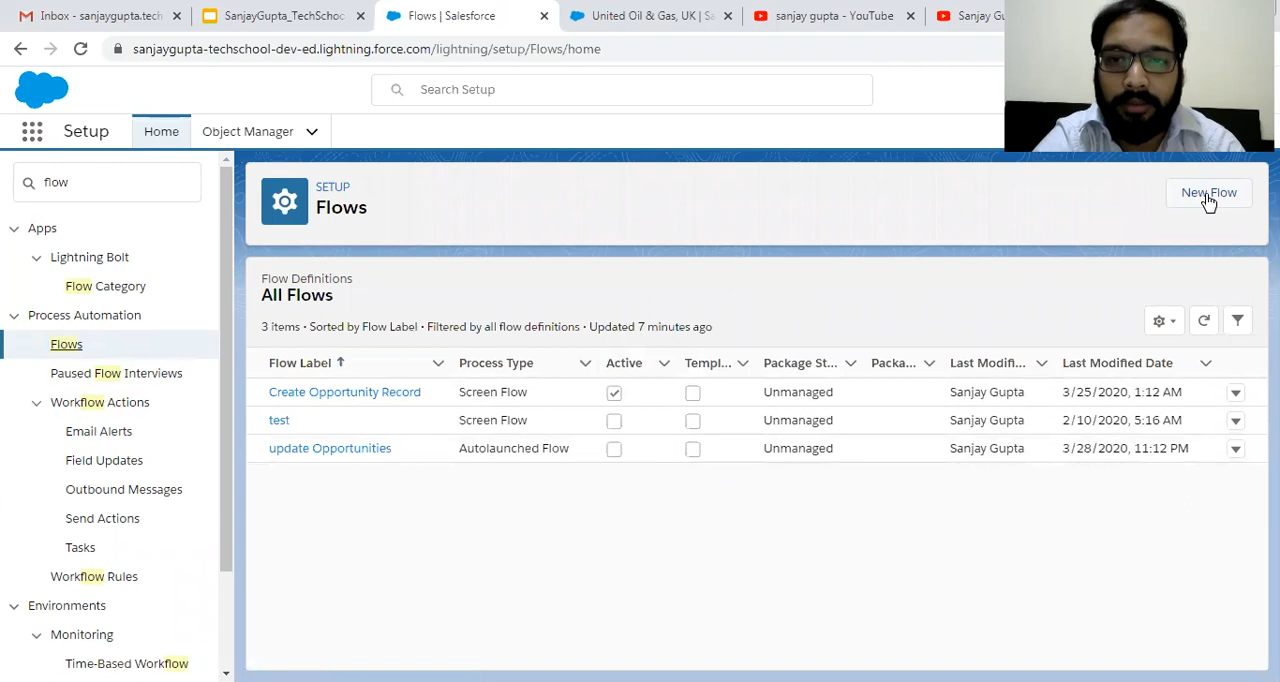 Inbox - sanjaygupta.tech
SanjayGupta_TechSchoo
Flows | Salesforce
United Oil & Gas, UK | Sa
sanjay gupta - YouTube
Sanjay Gu
sanjaygupta-techschool-dev-ed.lightning.force.com/lightning/setup/Flows/home
Search Setup
Setup
Home
Object Manager
flow
Apps
Lightning Bolt
Flow Category
Process Automation
Flows
Paused Flow Interviews
Workflow Actions
Email Alerts
Field Updates
Outbound Messages
Send Actions
Tasks
Workflow Rules
Environments
Monitoring
Time-Based Workflow
SETUP
Flows
New Flow
Flow Definitions
All Flows
3 items • Sorted by Flow Label • Filtered by all flow definitions • Updated 7 minutes ago
Flow Label Process Type Active Templ... Package St... Packa... Last Modifi... Last Modified Date
Create Opportunity Record Screen Flow Unmanaged Sanjay Gupta 3/25/2020, 1:12 AM
test Screen Flow Unmanaged Sanjay Gupta 2/10/2020, 5:16 AM
update Opportunities Autolaunched Flow Unmanaged Sanjay Gupta 3/28/2020, 11:12 PM